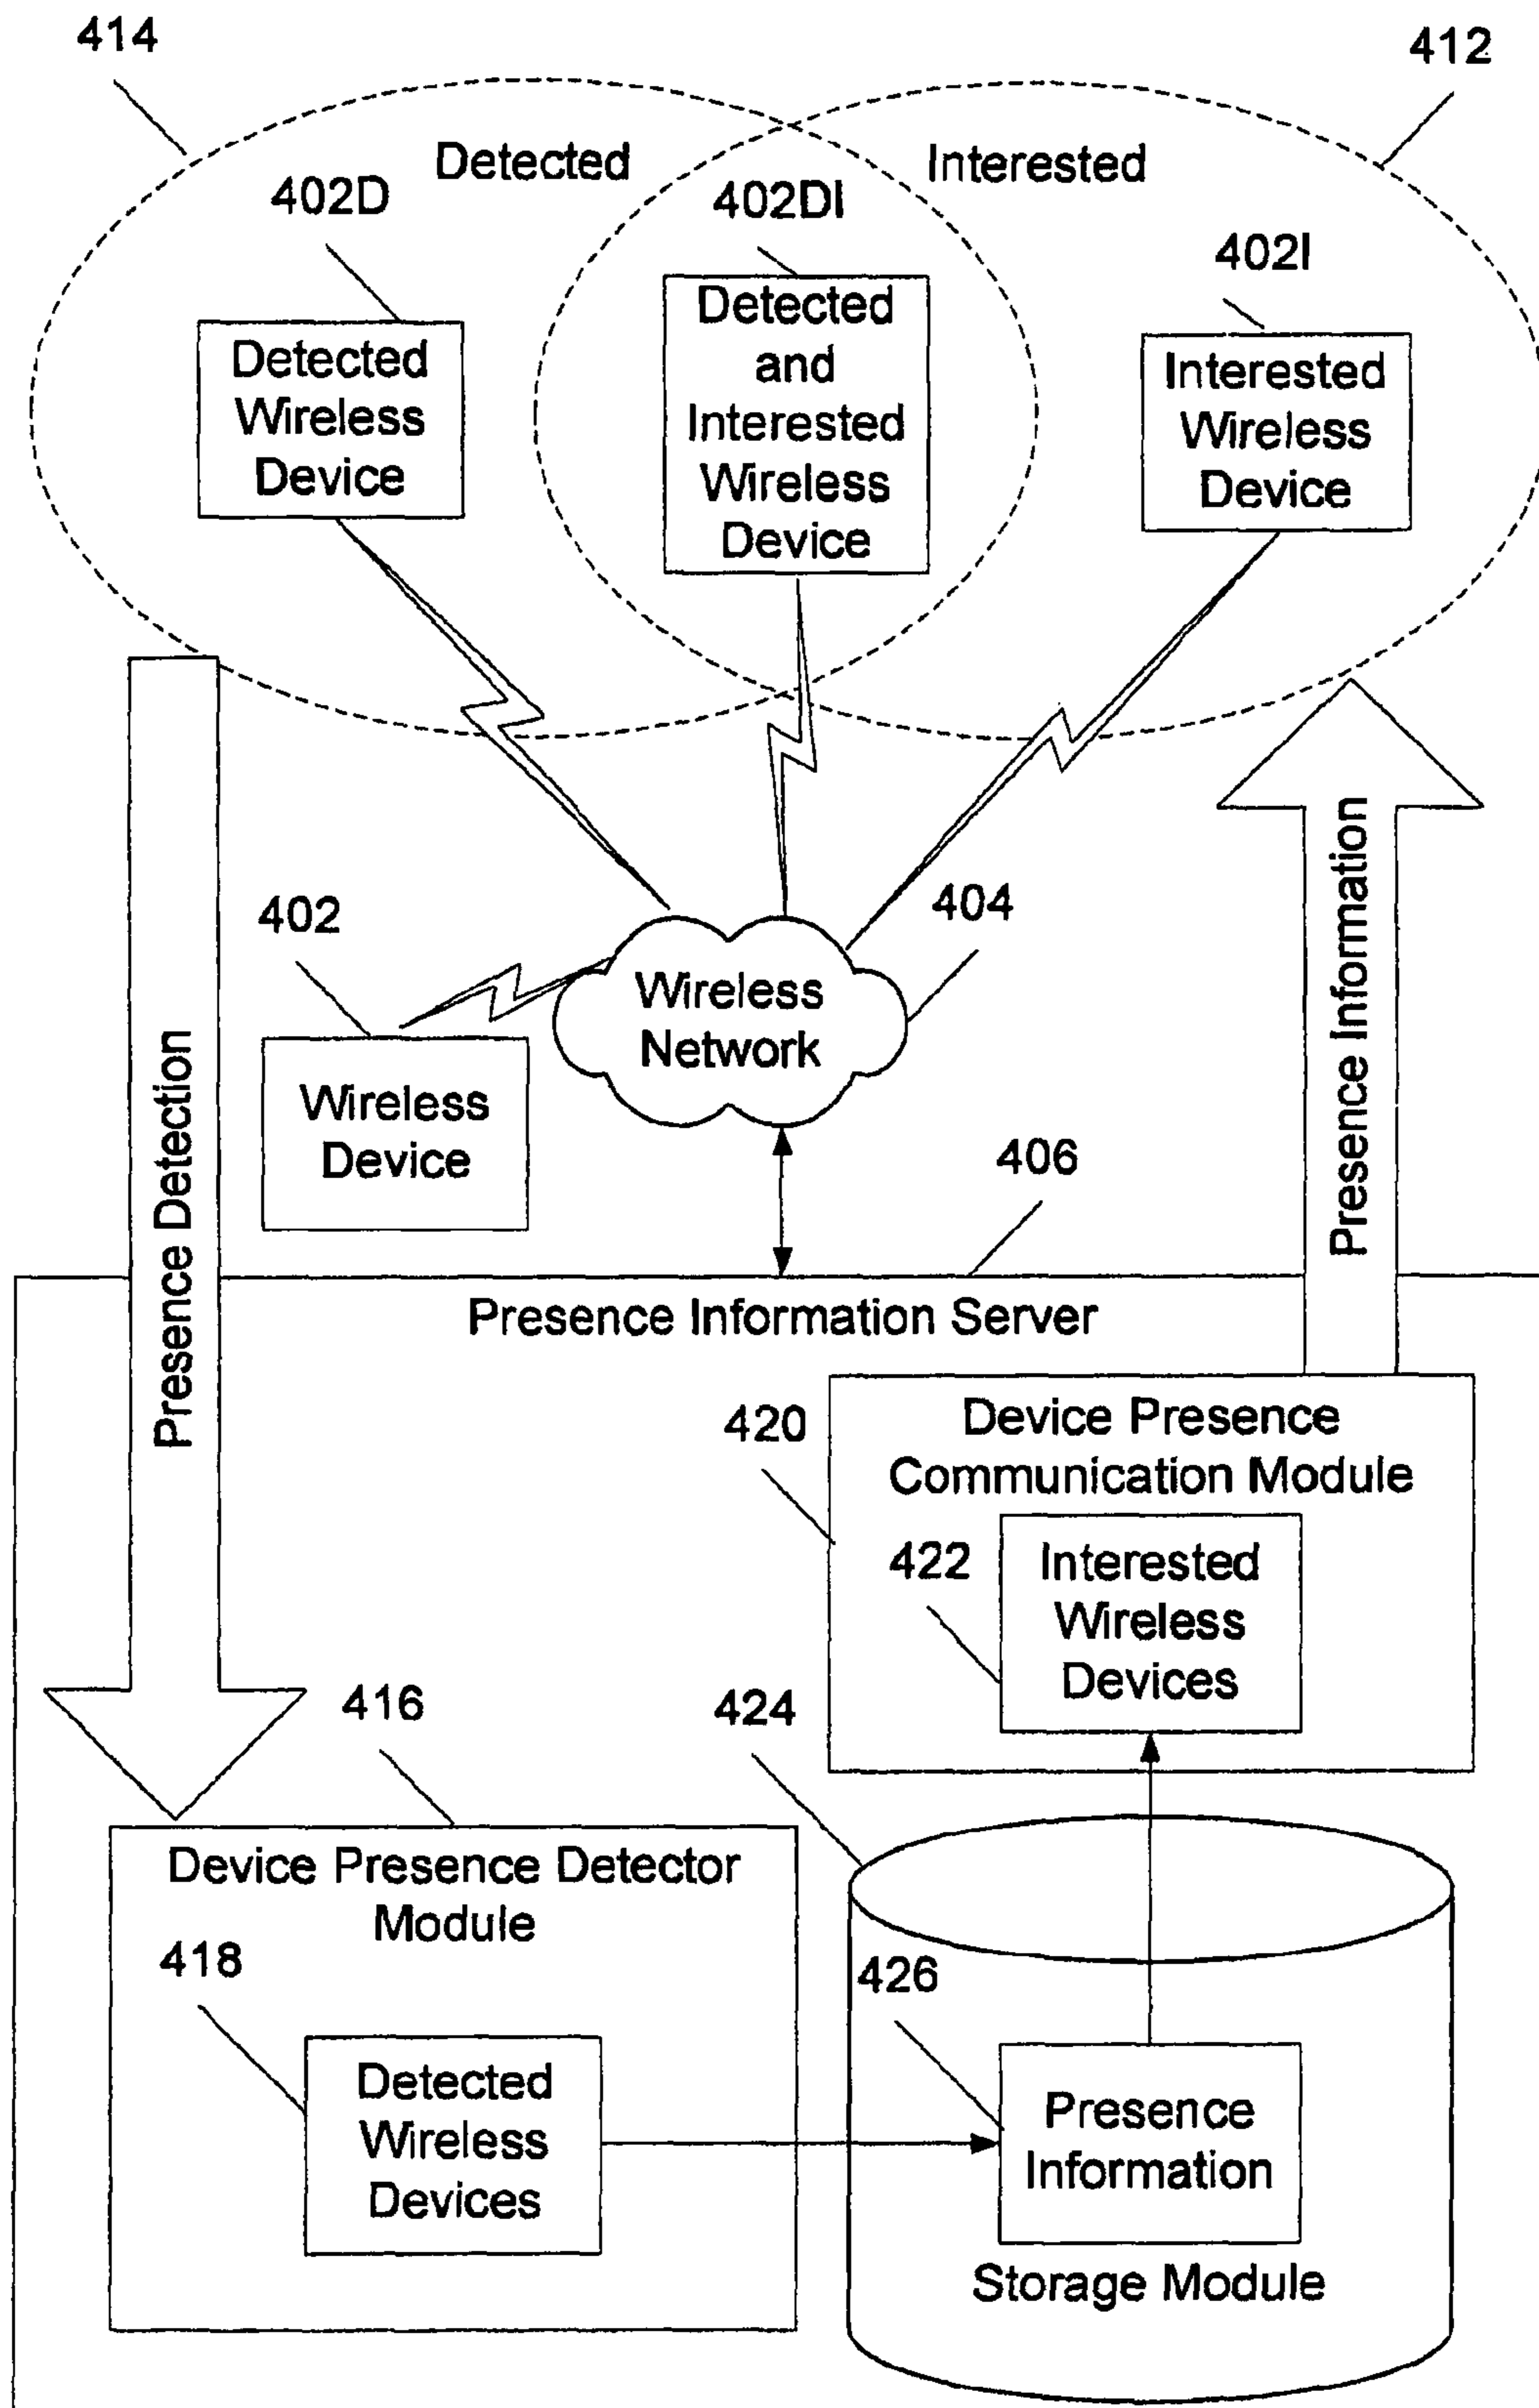 414
412
Detected
Interested
402D
402DI
402I
Detected
Wireless
Device
Detected
and
Interested
Wireless
Device
Interested
Wireless
Device
402
404
Wireless
Network
Wireless
Device
Presence Detection
Presence Information
406
Presence Information Server
420
Device Presence
Communication Module
422
Interested
Wireless
Devices
416
424
Device Presence Detector
Module
418
426
Detected
Wireless
Devices
Presence
Information
Storage Module